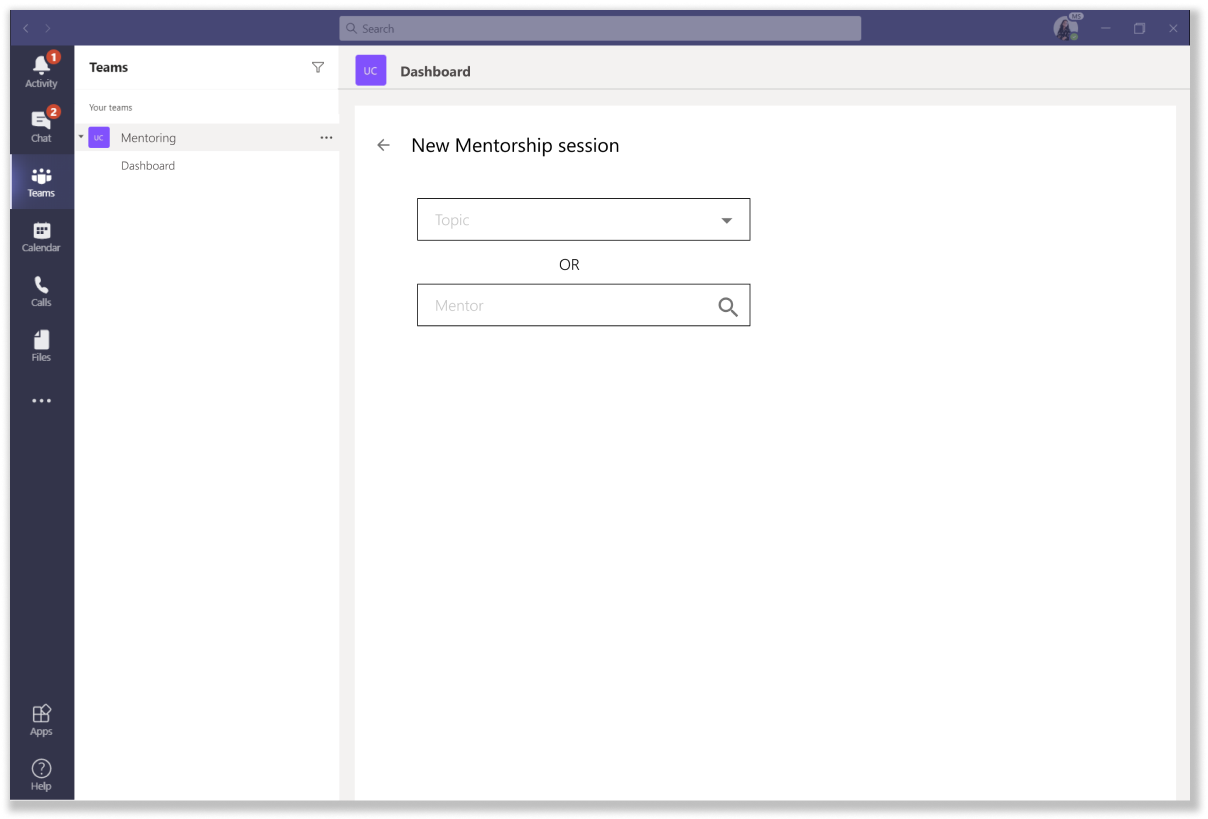 Search
MS
1
Activity
2
Chat
Teams
Calendar
Calls
Files
Apps
Help
Teams
Your teams
UC Mentoring
Dashboard
UC Dashboard
New Mentorship session
Topic
OR
Mentor